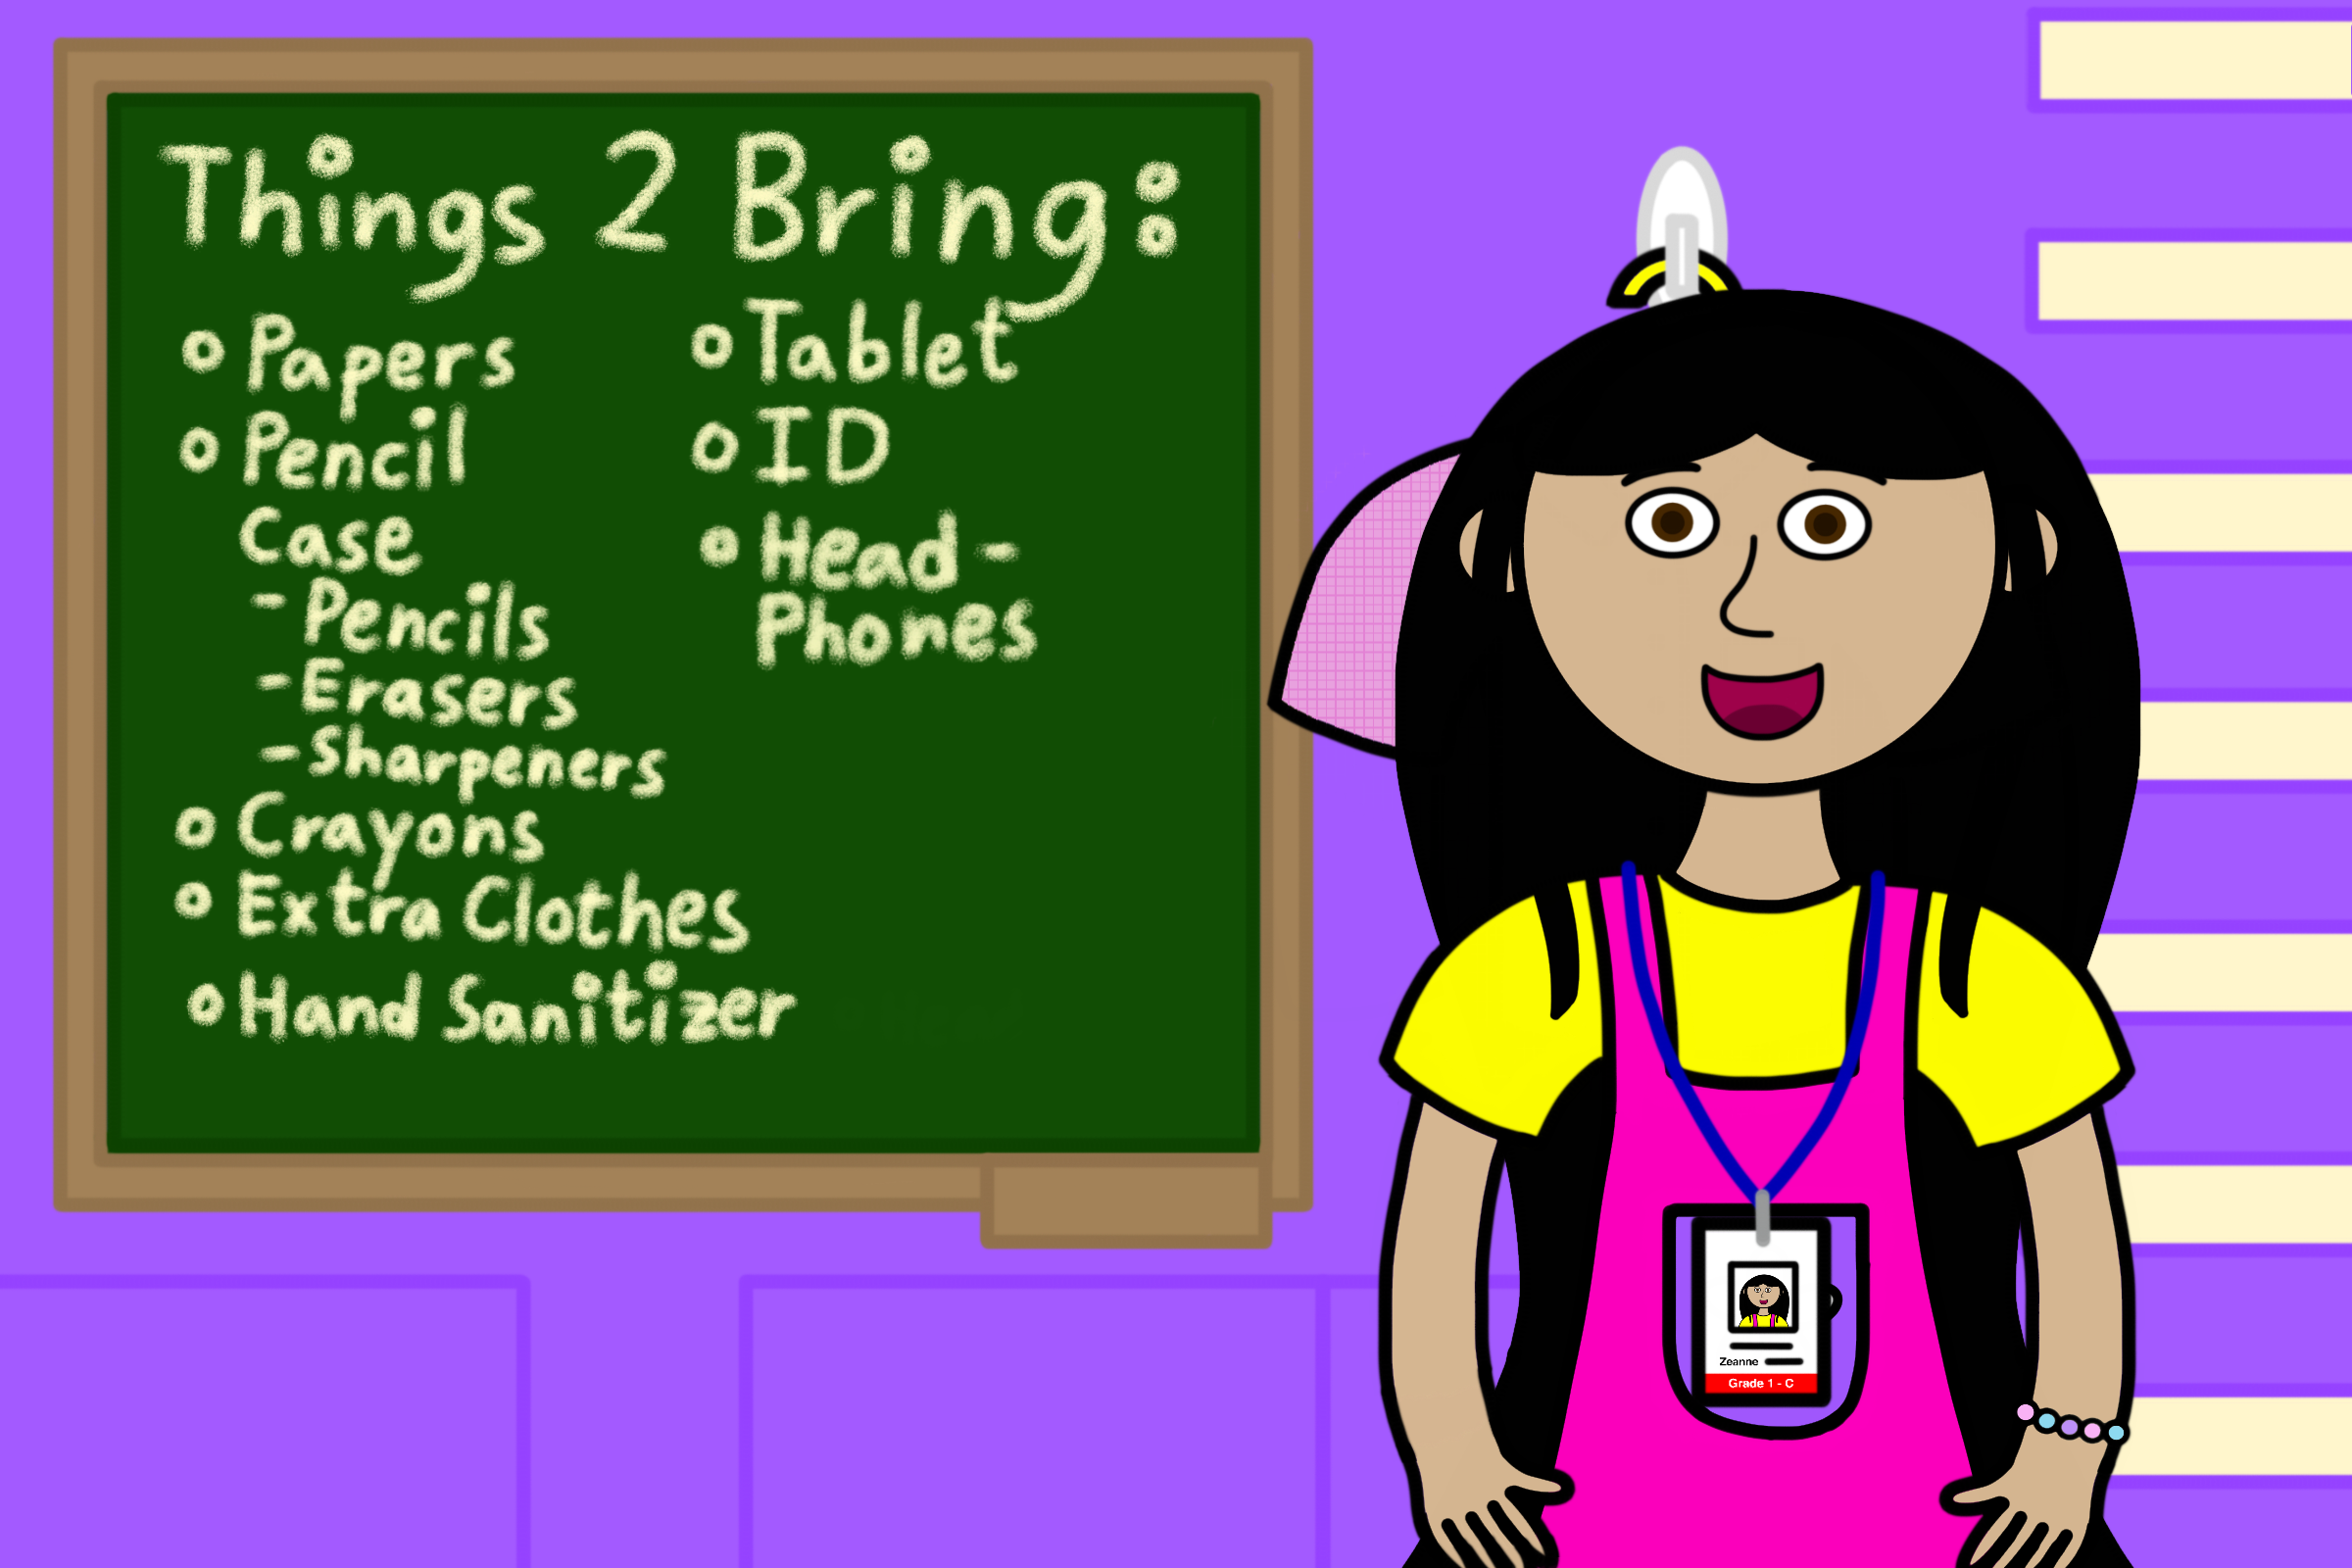 Things 2 Bring:
o Papers
o Pencil
Case
- Pencils
- Erasers
- Sharpeners
o Crayons
o Extra Clothes
o Hand Sanitizer
o Tablet
o ID
o Head-
Phones
Zeanne
Grade 1 - C